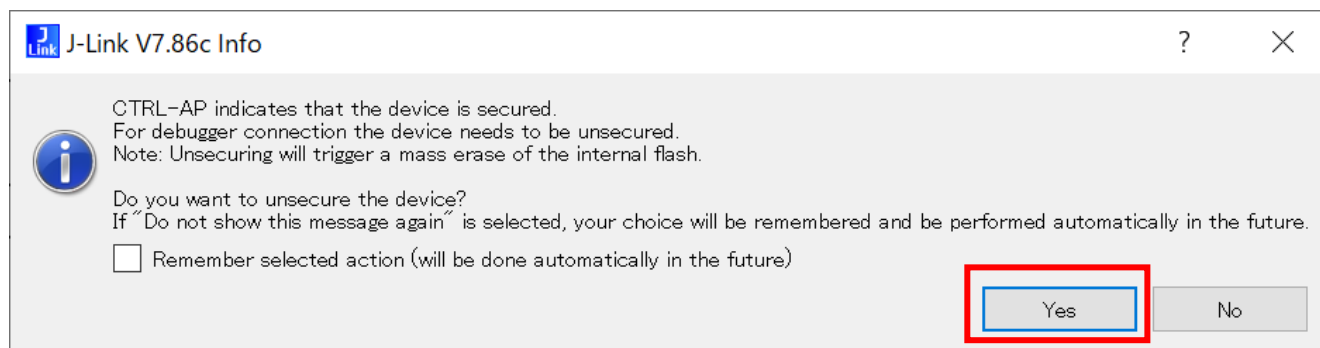 J-Link V7.86c Info
CTRL-AP indicates that the device is secured.
For debugger connection the device needs to be unsecured.
Note: Unsecuring will trigger a mass erase of the internal flash.
Do you want to unsecure the device?
If "Do not show this message again" is selected, your choice will be remembered and be performed automatically in the future.
Remember selected action (will be done automatically in the future)
Yes
No